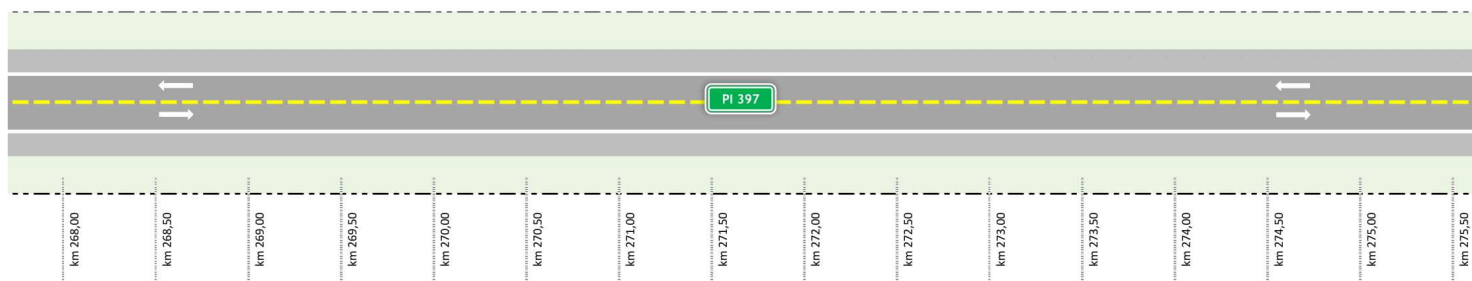 PI 397
km 268,00
km 268,50
km 269,00
km 269,50
km 270,00
km 270,50
km 271,00
km 271,50
km 272,00
km 272,50
km 273,00
km 273,50
km 274,00
km 274,50
km 275,00
km 275,50